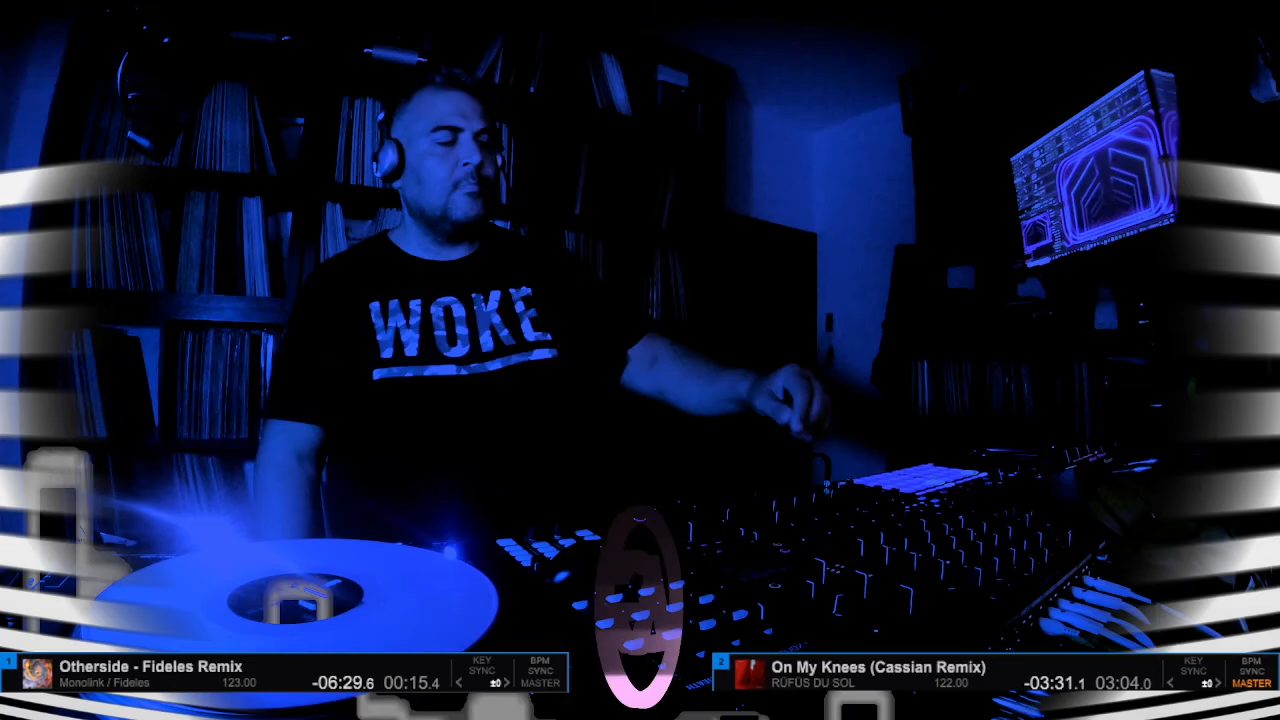 WOKE
1
Otherside - Fideles Remix
Monolink / Fideles
123.00
-06:29.6
00:15.4
KEY
SYNC
±0
BPM
SYNC
MASTER
2
On My Knees (Cassian Remix)
RÜFÜS DU SOL
122.00
-03:31.1
03:04.0
KEY
SYNC
±0
BPM
SYNC
MASTER